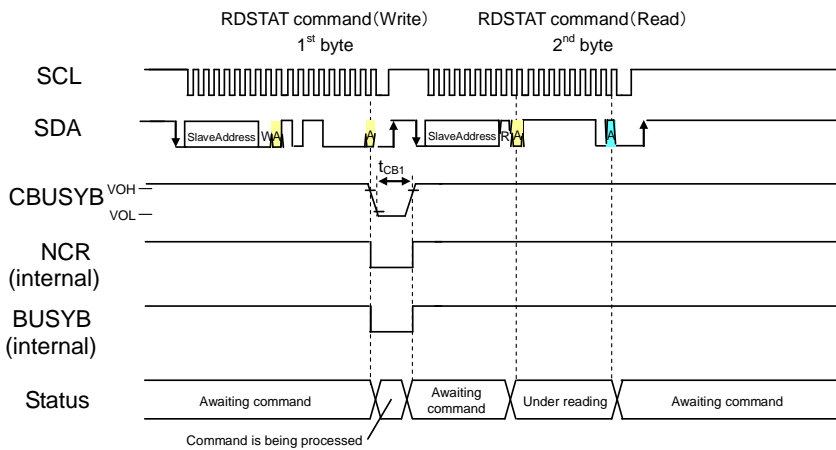 RDSTAT command(Write)
1st byte
RDSTAT command(Read)
2nd byte
SCL
SDA
SlaveAddress
W
A
A
SlaveAddress
R
A
A
tCB1
CBUSYB
VOH
VOL
NCR
(internal)
BUSYB
(internal)
Status
Awaiting command
Awaiting
command
Under reading
Awaiting command
Command is being processed